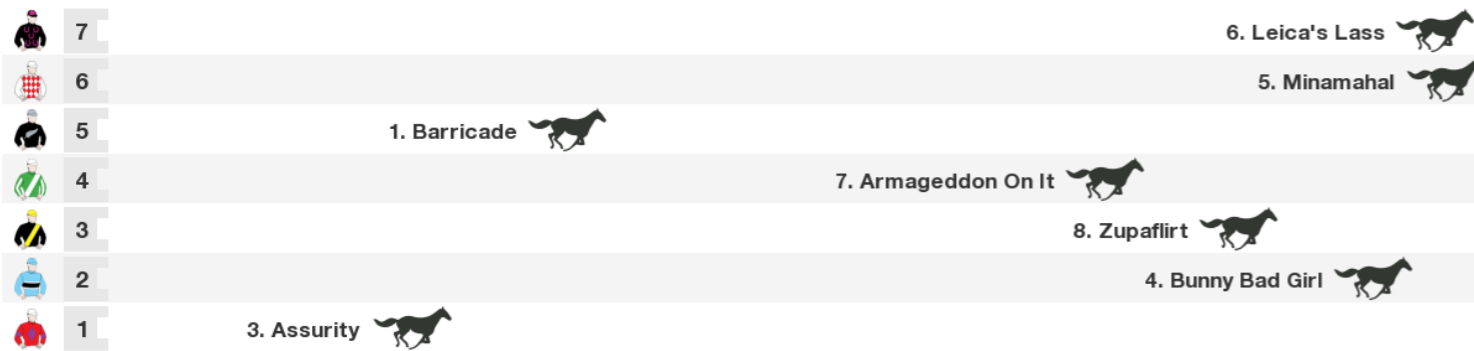 7 6. Leica's Lass
6 5. Minamahal
5 1. Barricade
4 7. Armageddon On It
3 8. Zupaflirt
2 4. Bunny Bad Girl
1 3. Assurity